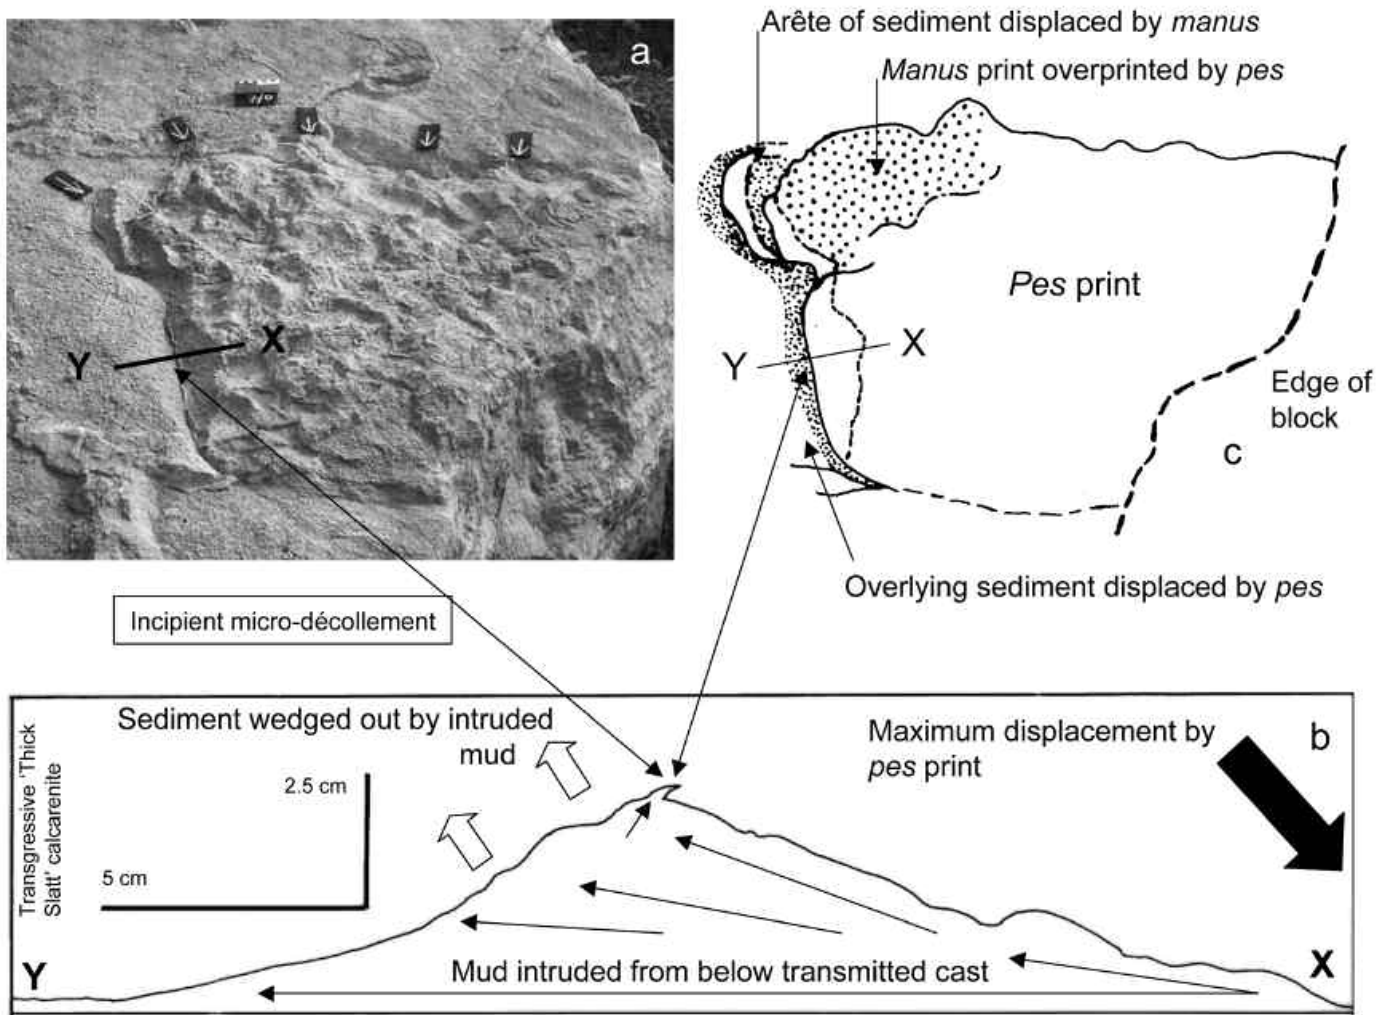 a
Y
X
Incipient micro-décollement
Arête of sediment displaced by manus
Manus print overprinted by pes
Pes print
Y
X
Edge of
block
c
Overlying sediment displaced by pes
Transgressive 'Thick
Slatt' calcarenite
Sediment wedged out by intruded
mud
2.5 cm
5 cm
Maximum displacement by
pes print
b
Mud intruded from below transmitted cast
Y
X